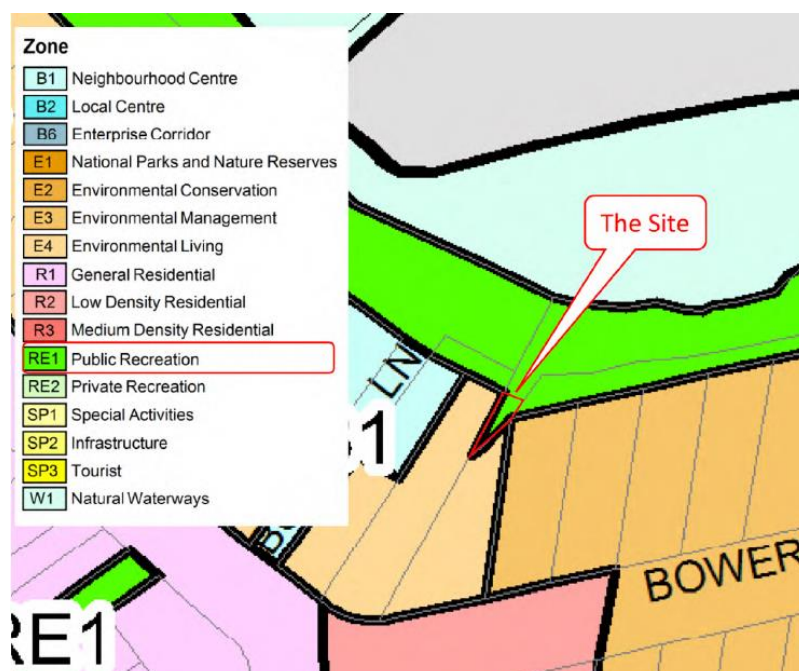 Zone
B1 Neighbourhood Centre
B2 Local Centre
B6 Enterprise Corridor
E1 National Parks and Nature Reserves
E2 Environmental Conservation
E3 Environmental Management
E4 Environmental Living
R1 General Residential
R2 Low Density Residential
R3 Medium Density Residential
RE1 Public Recreation
RE2 Private Recreation
SP1 Special Activities
SP2 Infrastructure
SP3 Tourist
W1 Natural Waterways
The Site
LN
BOWER
RE1